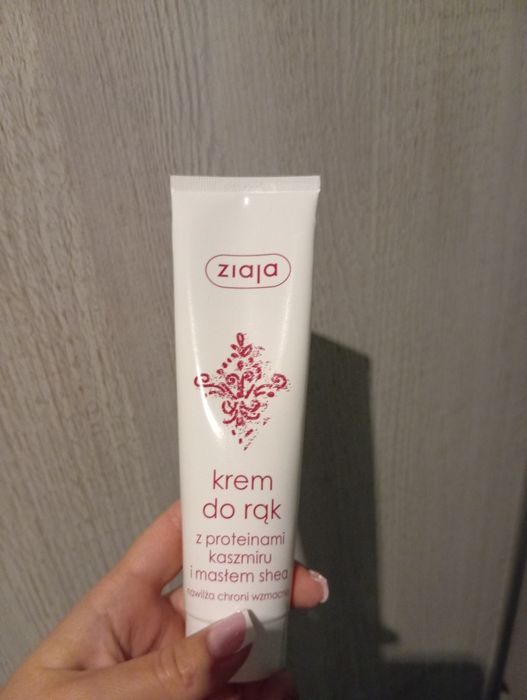 ziaja
krem
do rąk
z proteinami
kaszmiru
i masłem shea
nawilża chroni wzmacnia